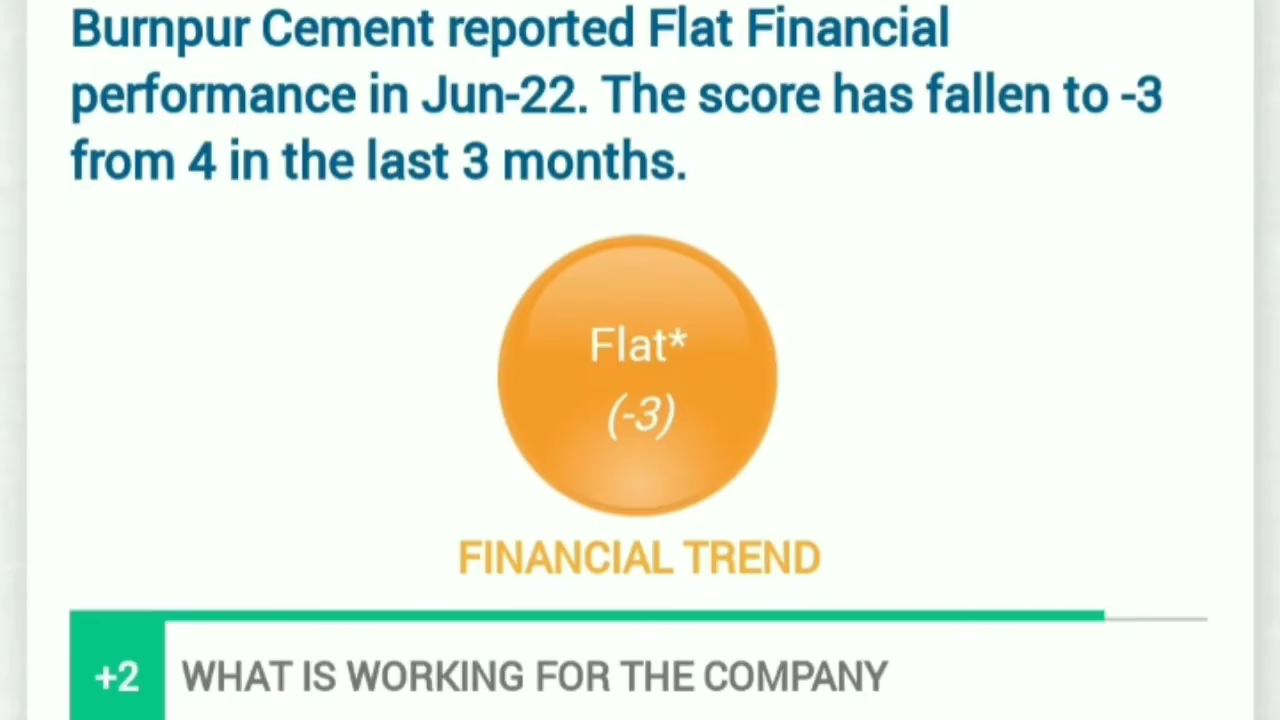 Burnpur Cement reported Flat Financial
performance in Jun-22. The score has fallen to -3
from 4 in the last 3 months.
Flat*
(-3)
FINANCIAL TREND
+2 WHAT IS WORKING FOR THE COMPANY